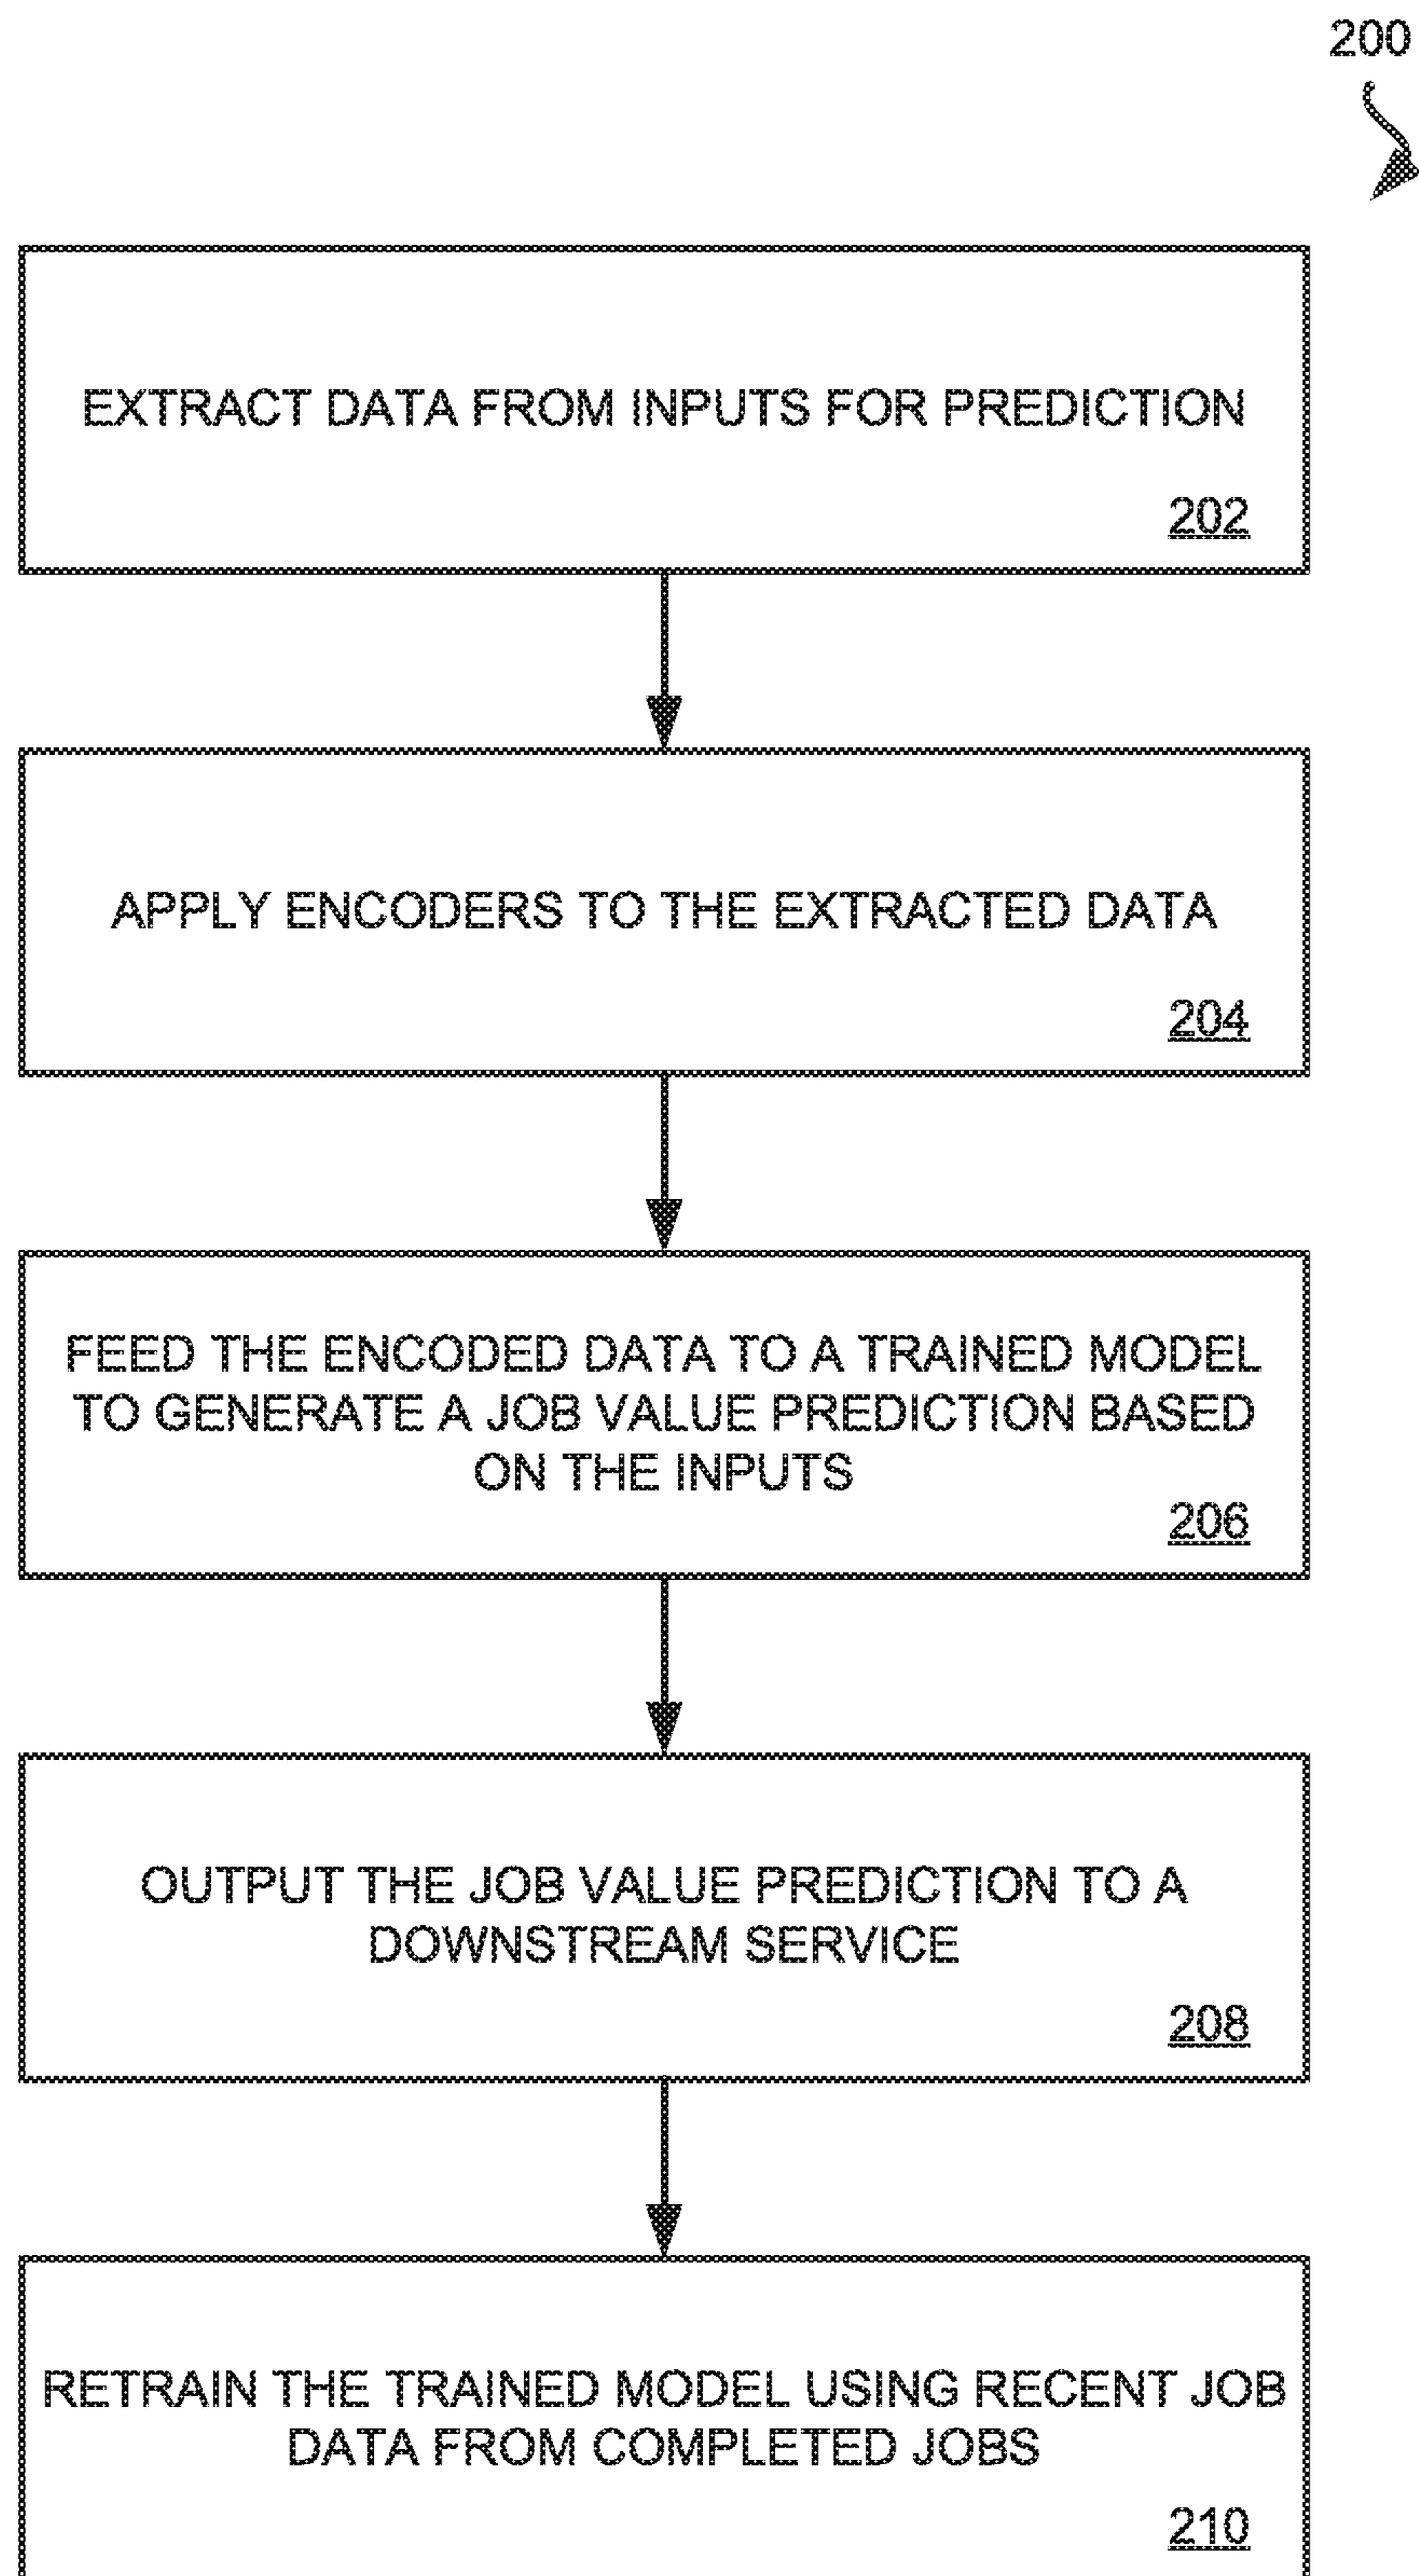 200
EXTRACT DATA FROM INPUTS FOR PREDICTION
202
APPLY ENCODERS TO THE EXTRACTED DATA
204
FEED THE ENCODED DATA TO A TRAINED MODEL
TO GENERATE A JOB VALUE PREDICTION BASED
ON THE INPUTS
206
OUTPUT THE JOB VALUE PREDICTION TO A
DOWNSTREAM SERVICE
208
RETRAIN THE TRAINED MODEL USING RECENT JOB
DATA FROM COMPLETED JOBS
210